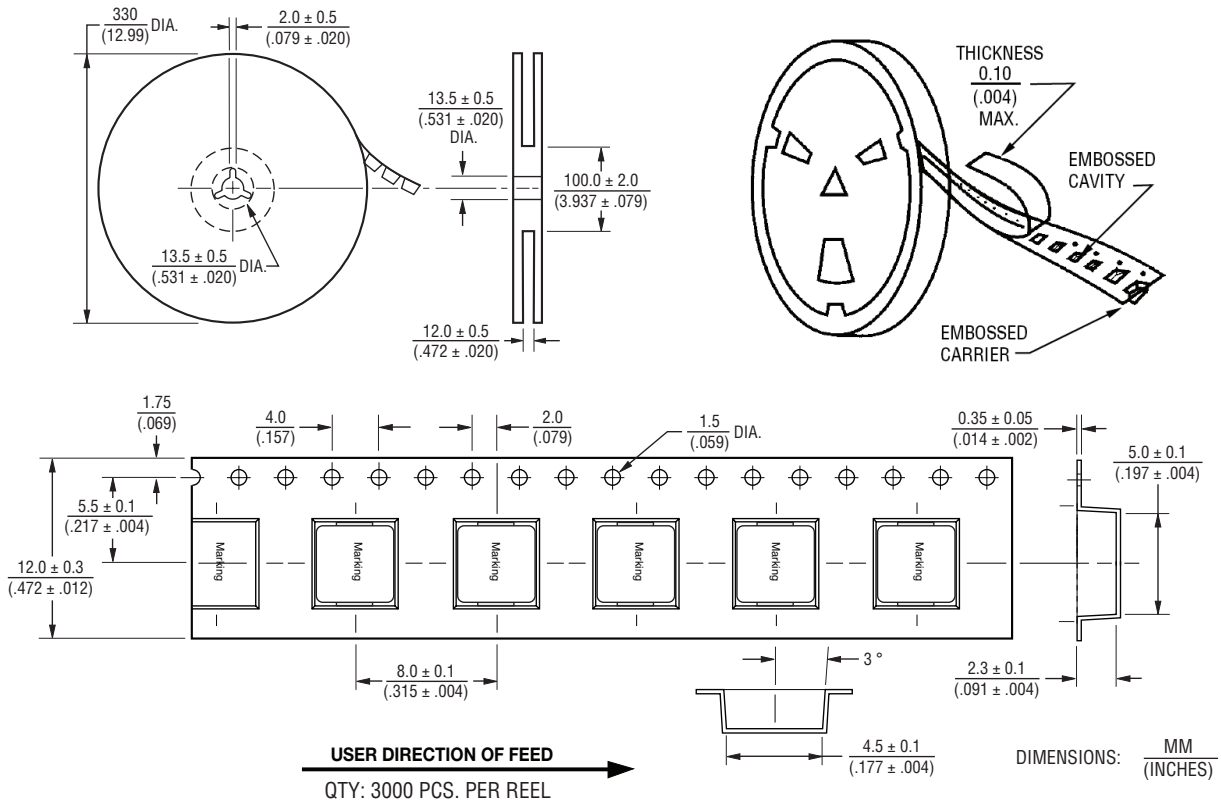 330
(12.99) DIA.
2.0 ± 0.5
(.079 ± .020)
13.5 ± 0.5
(.531 ± .020)
DIA.
100.0 ± 2.0
(3.937 ± .079)
13.5 ± 0.5
(.531 ± .020) DIA.
12.0 ± 0.5
(.472 ± .020)
THICKNESS
0.10
(.004)
MAX.
EMBOSSED
CAVITY
EMBOSSED
CARRIER
1.75
(.069)
4.0
(.157)
2.0
(.079)
1.5
(.059) DIA.
0.35 ± 0.05
(.014 ± .002)
5.0 ± 0.1
(.197 ± .004)
5.5 ± 0.1
(.217 ± .004)
12.0 ± 0.3
(.472 ± .012)
Marking
Marking
Marking
Marking
Marking
Marking
8.0 ± 0.1
(.315 ± .004)
3 °
2.3 ± 0.1
(.091 ± .004)
4.5 ± 0.1
(.177 ± .004)
USER DIRECTION OF FEED
QTY: 3000 PCS. PER REEL
DIMENSIONS: MM
(INCHES)